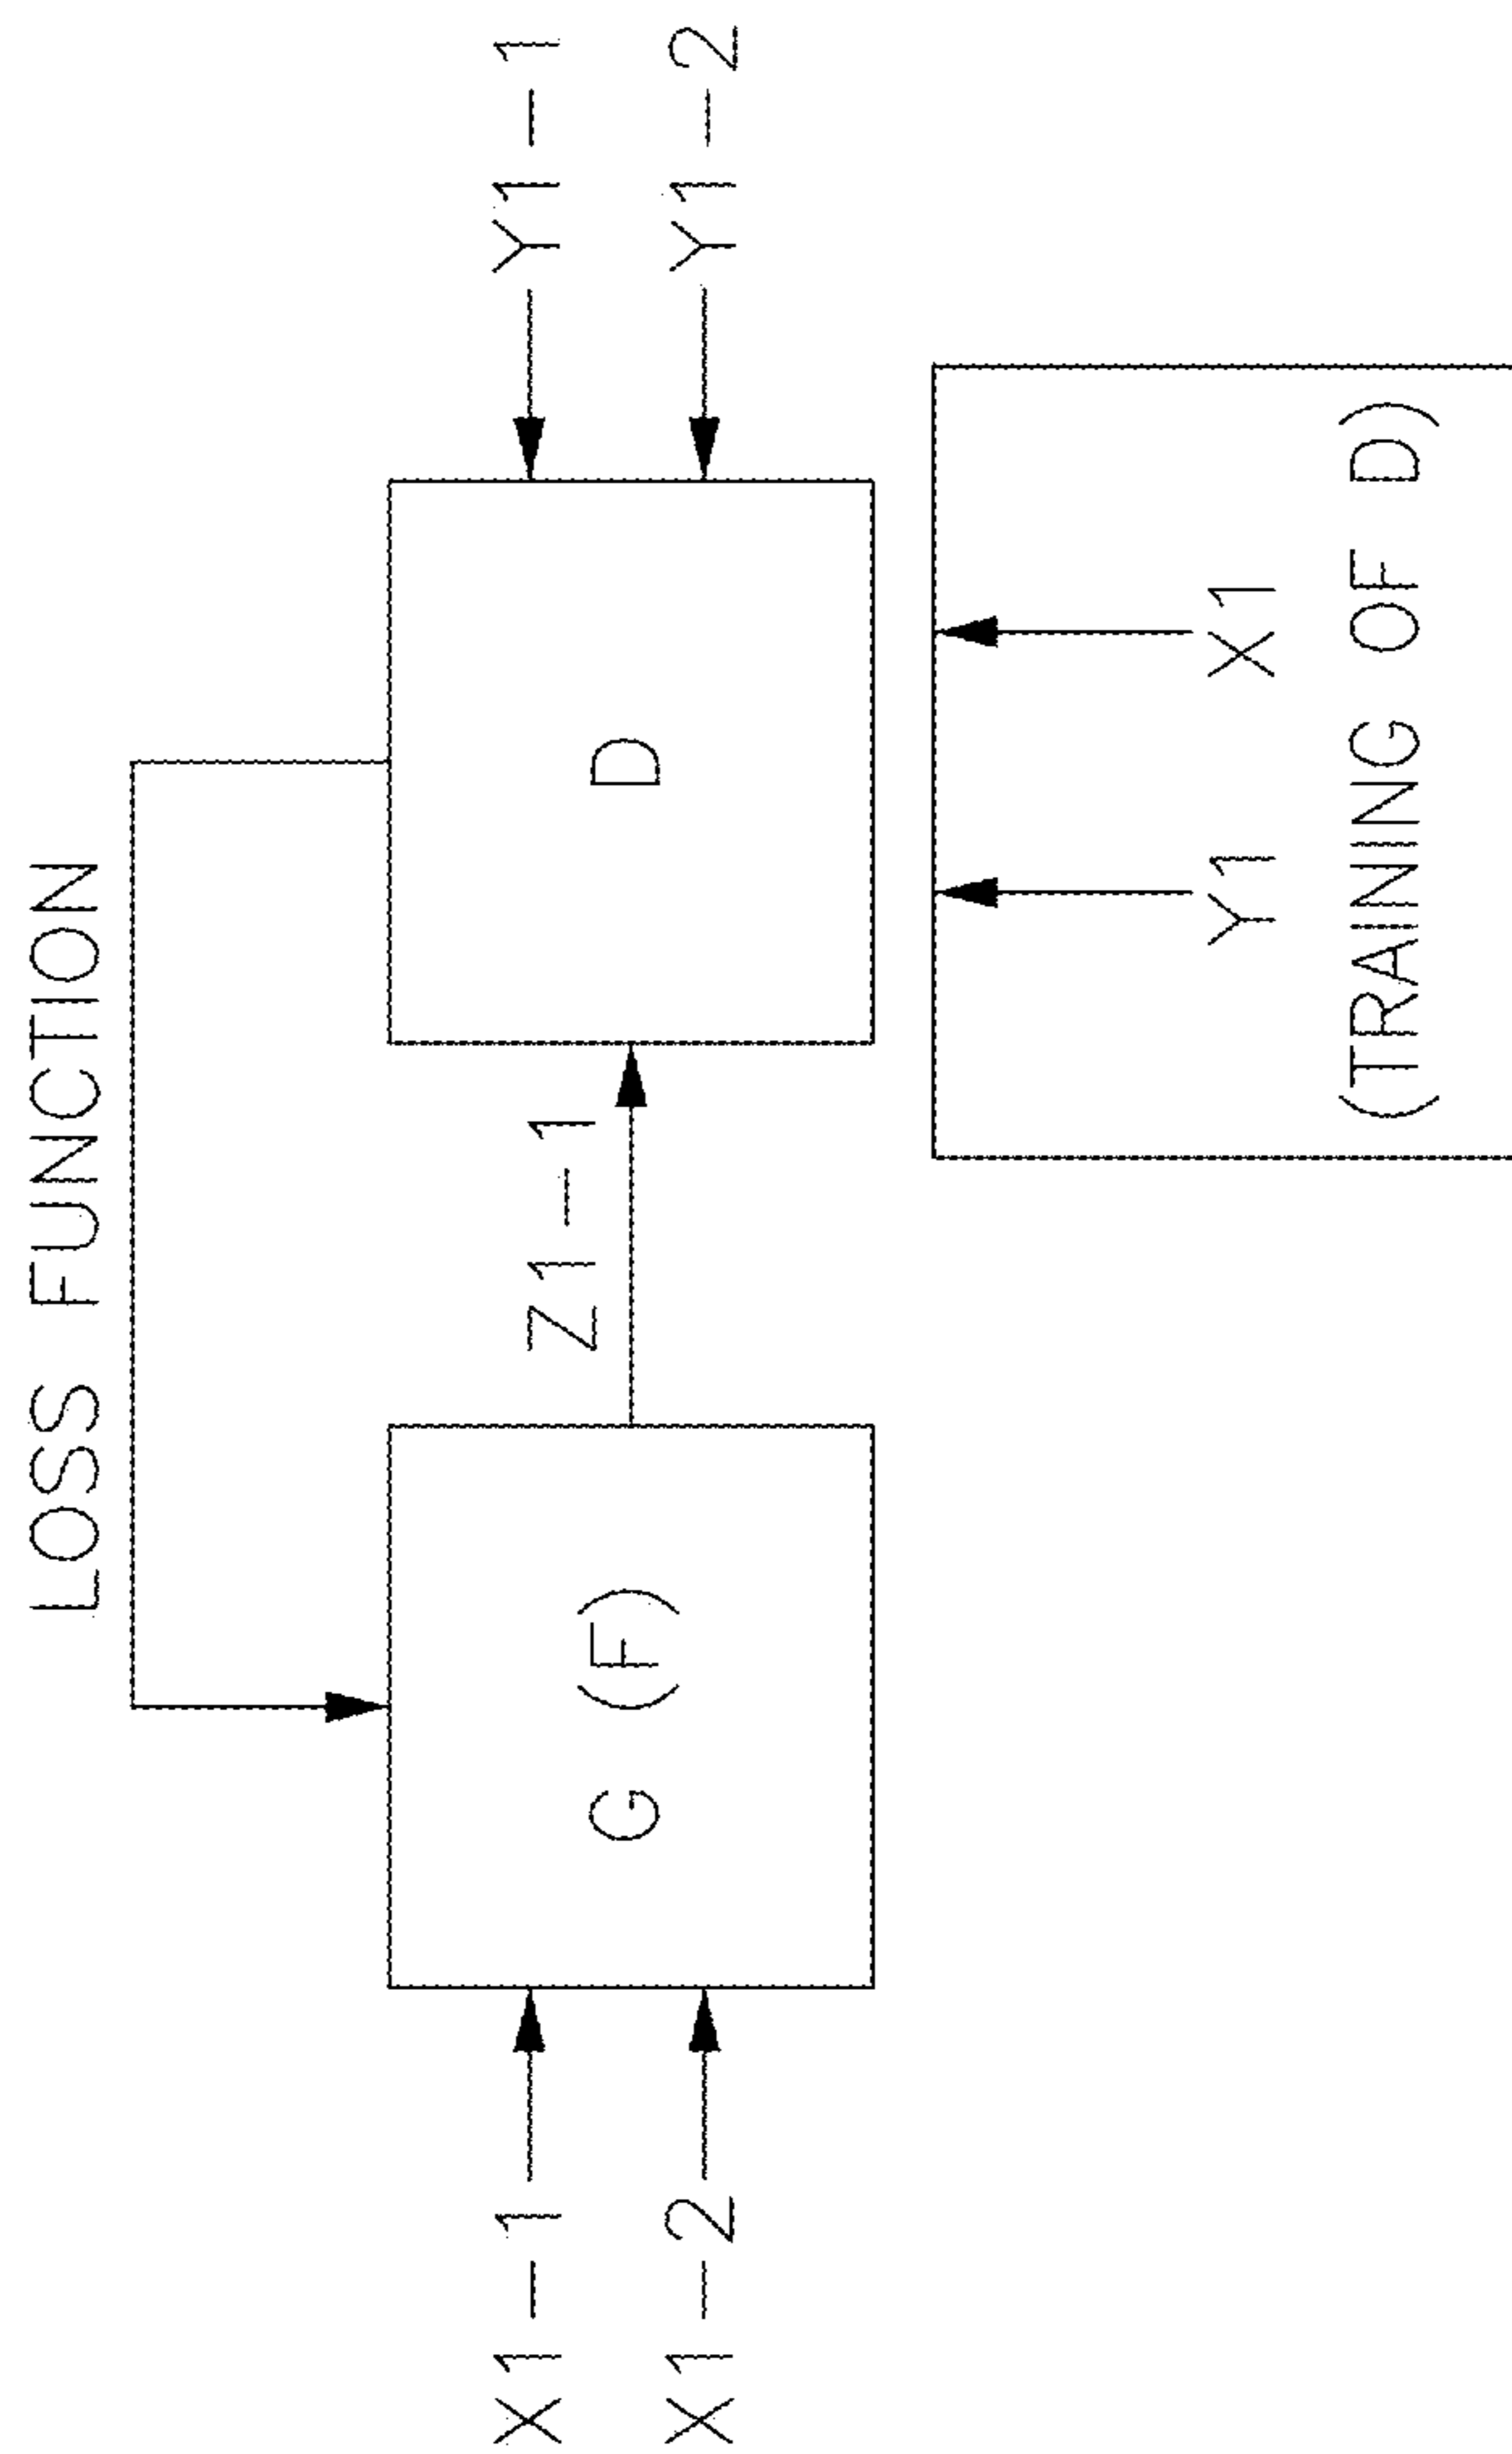 LOSS FUNCTION
X1-1
X1-2
G (F)
Z1-1
D
Y1-1
Y1-2
Y1
X1
(TRAINING OF D)